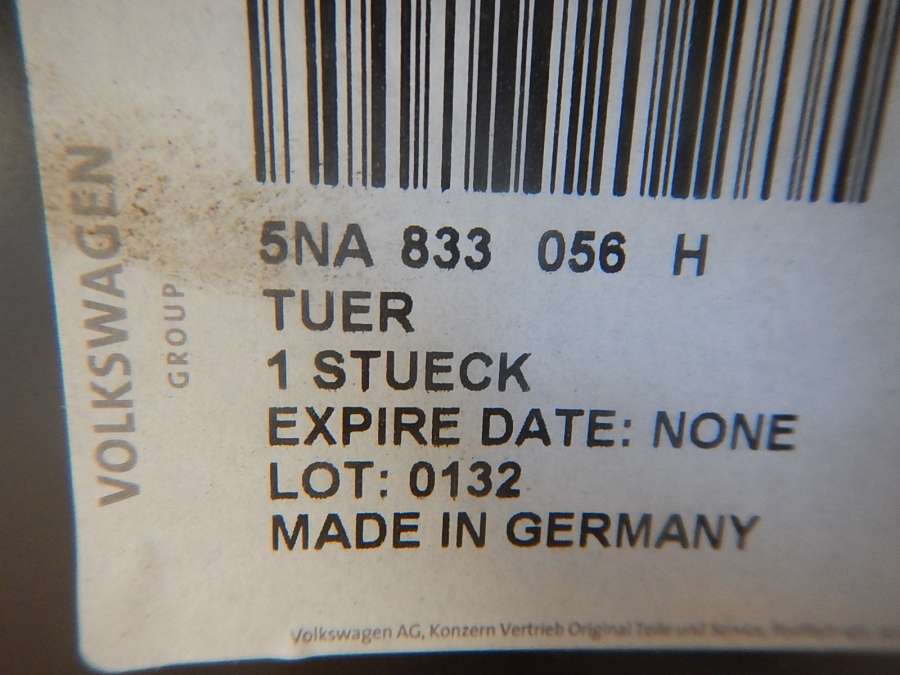 VOLKSWAGEN
GROUP
5NA 833 056 H
TUER
1 STUECK
EXPIRE DATE: NONE
LOT: 0132
MADE IN GERMANY
Volkswagen AG, Konzern Vertrieb Original Teile und Service,